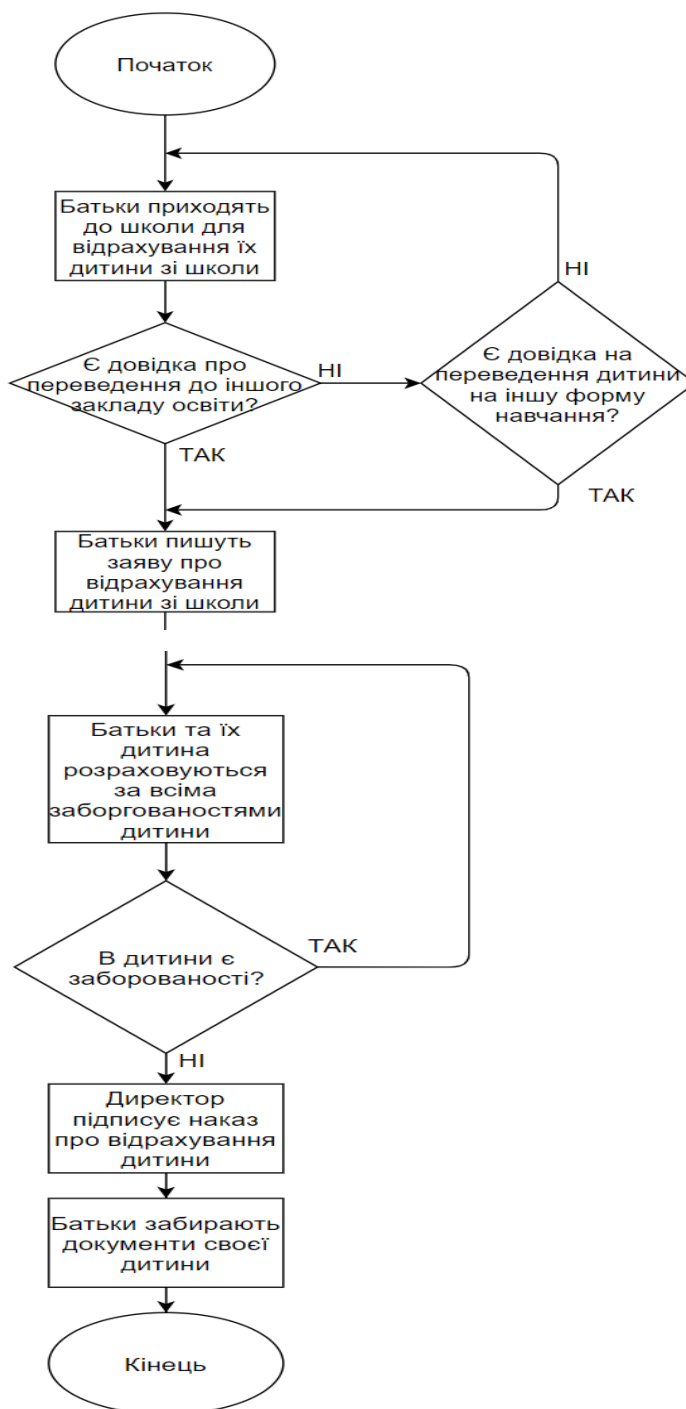 Початок
Батьки приходять
до школи для
відрахування їх
дитини зі школи
НІ
Є довідка про
переведення до іншого
закладу освіти?
НІ
Є довідка на
переведення дитини
на іншу форму
навчання?
ТАК
ТАК
Батьки пишуть
заяву про
відрахування
дитини зі школи
Батьки та їх
дитина
розраховуються
за всіма
заборгованостями
дитини
В дитини є
заборованості?
ТАК
НІ
Директор
підписує наказ
про відрахування
дитини
Батьки забирають
документи своєї
дитини
Кінець